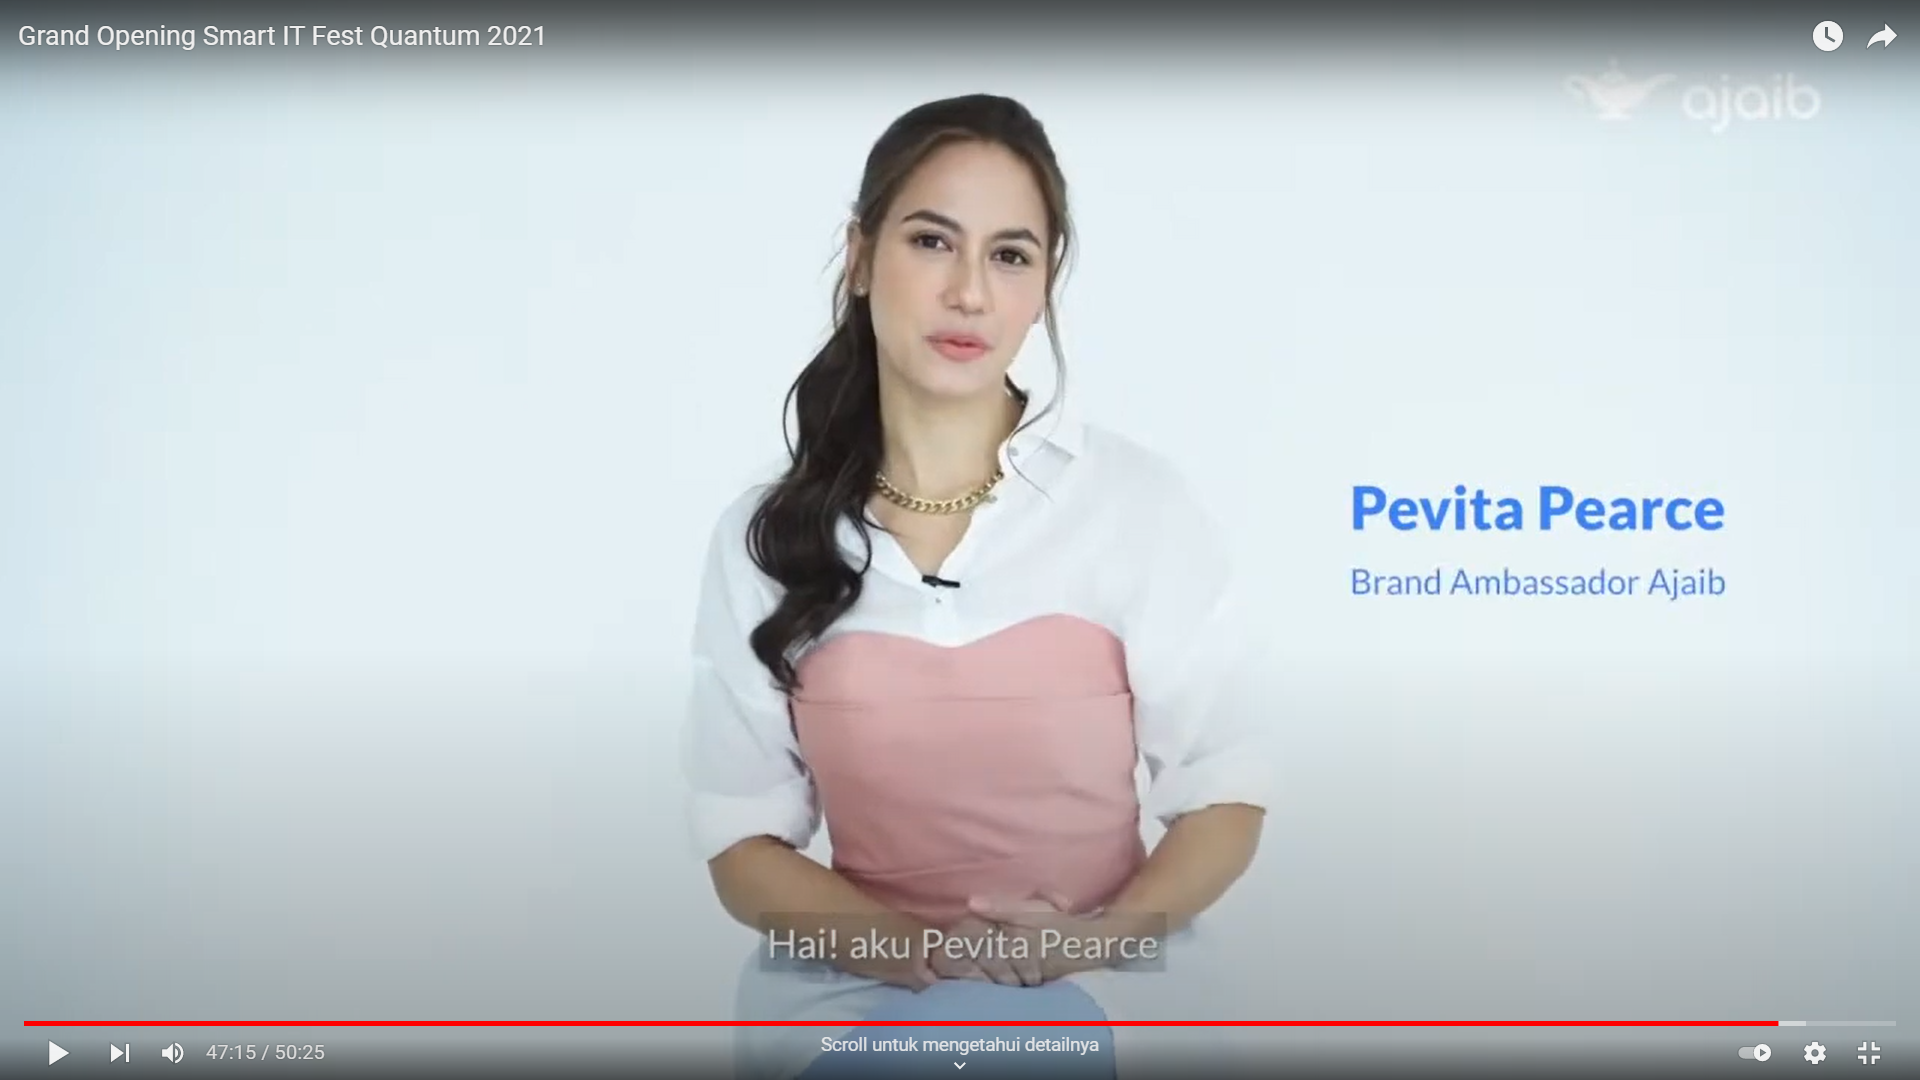 Grand Opening Smart IT Fest Quantum 2021
ajaib
Pevita Pearce
Brand Ambassador Ajaib
Hai! aku Pevita Pearce
Scroll untuk mengetahui detailnya
47:15 / 50:25